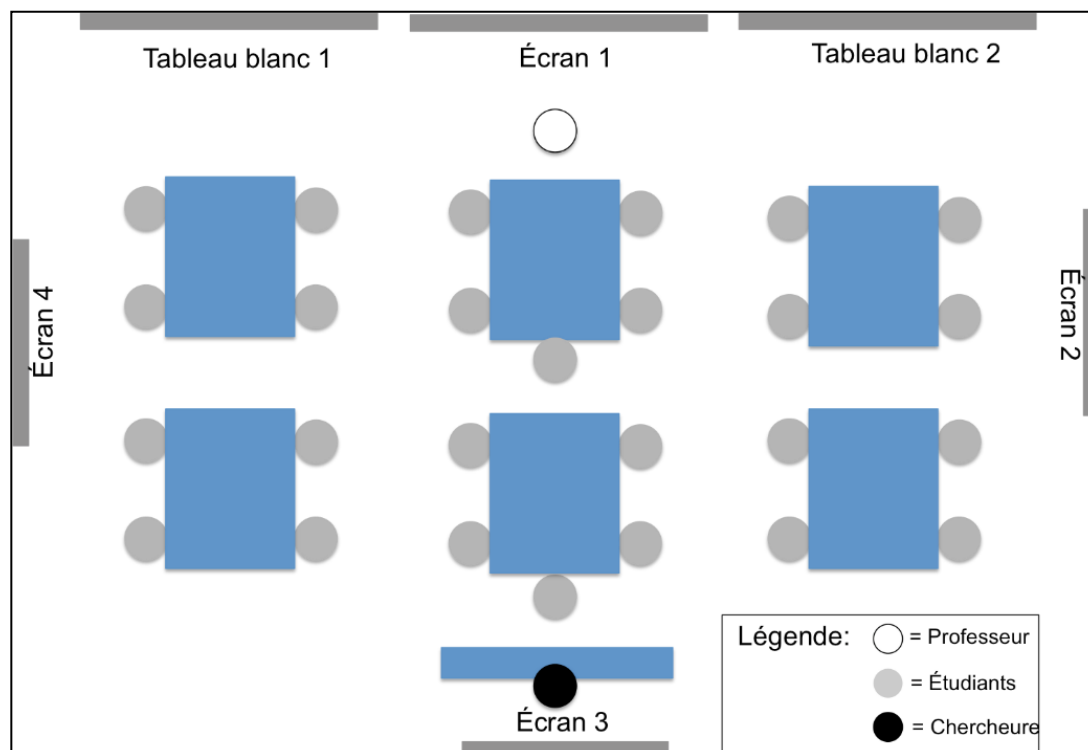 Tableau blanc 1
Écran 1
Tableau blanc 2
Écran 4
Écran 2
Écran 3
Légende:
= Professeur
= Étudiants
= Chercheure